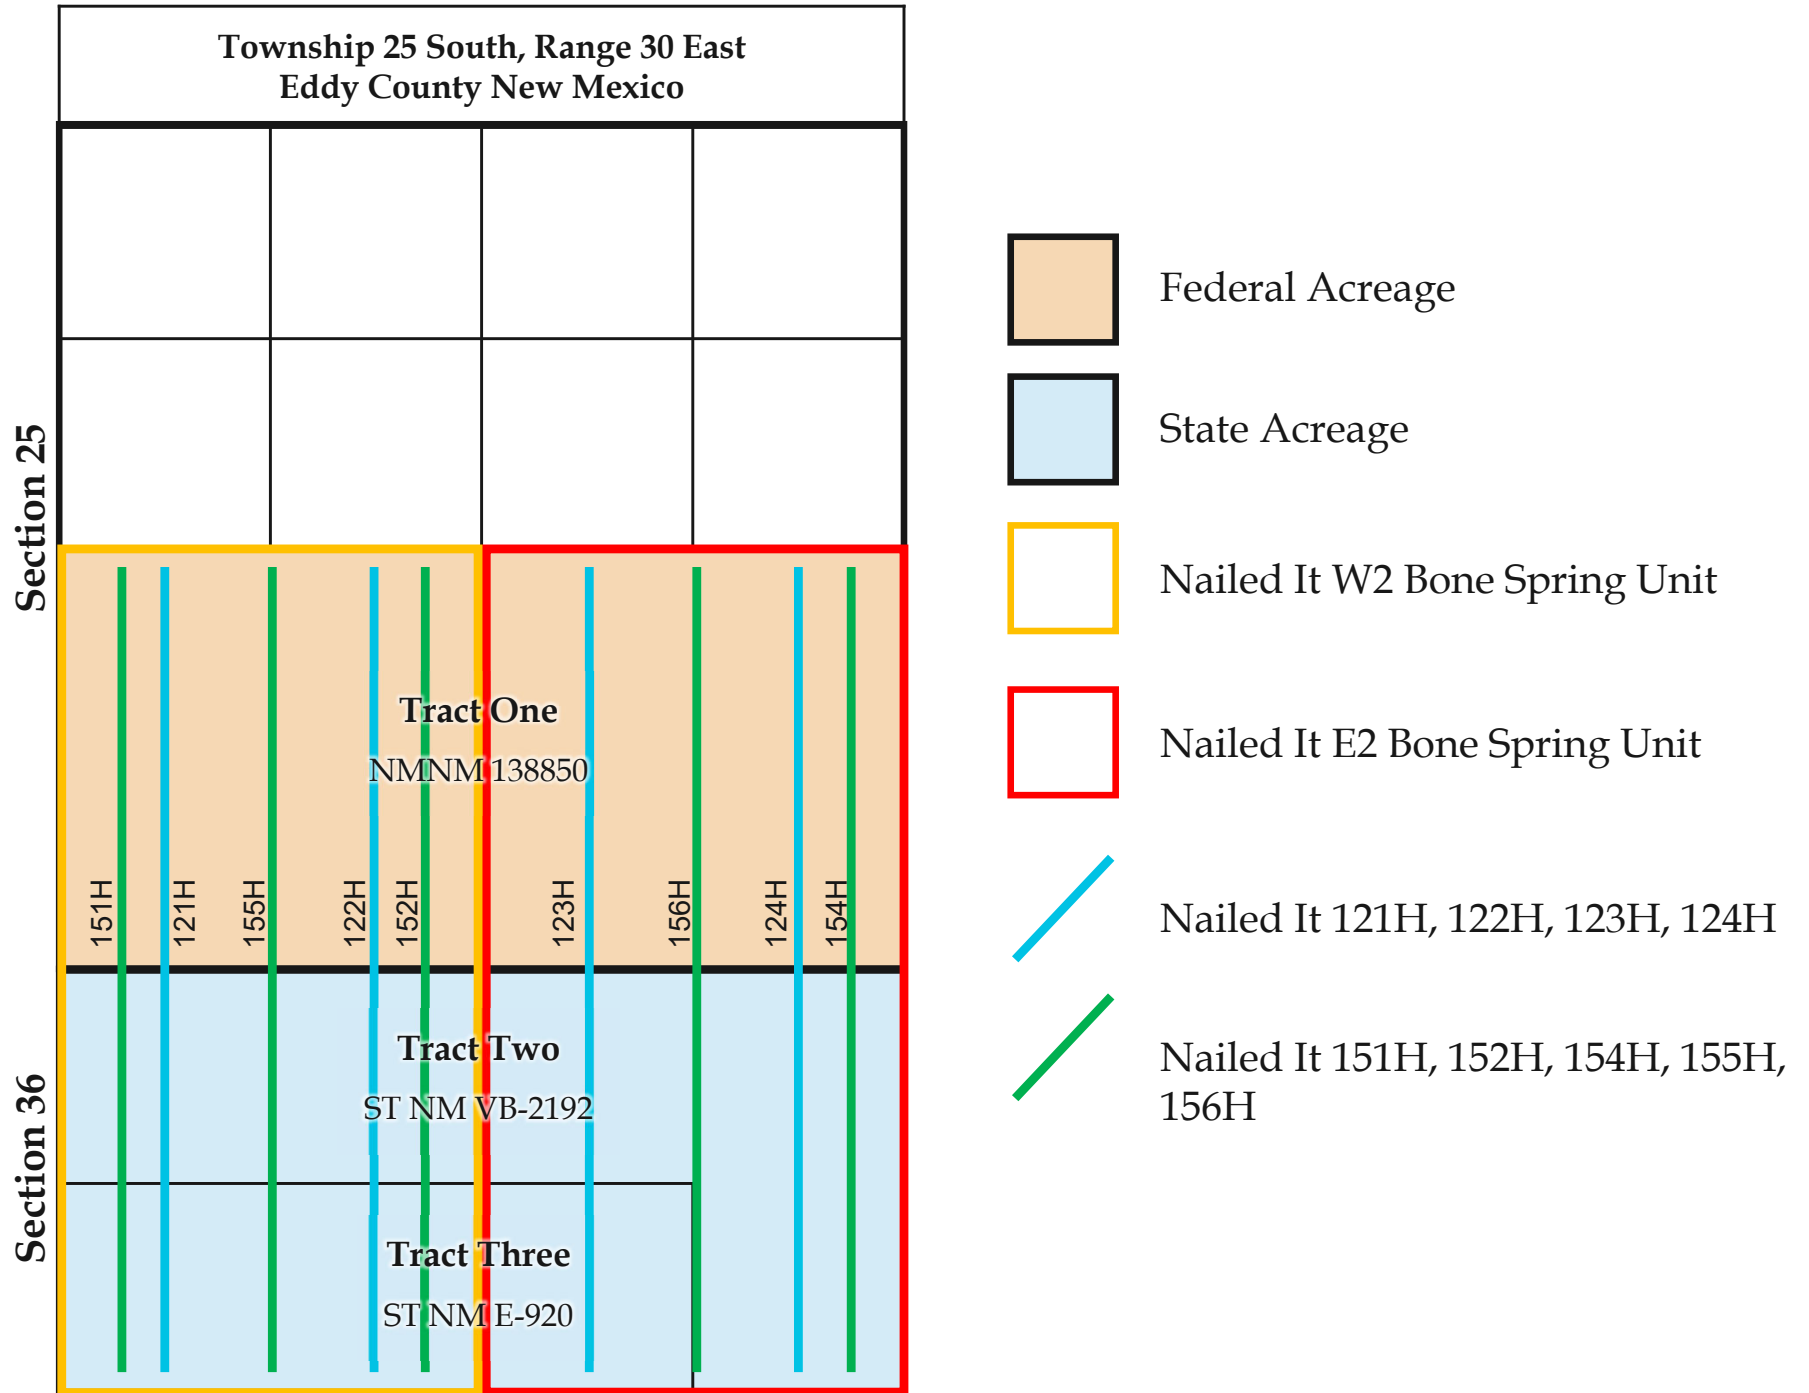 Township 25 South, Range 30 East
Eddy County New Mexico
Section 25
Tract One
NMNM 138850
151H
121H
155H
122H
152H
123H
156H
124H
154H
Section 36
Tract Two
ST NM VB-2192
Tract Three
ST NM E-920
Federal Acreage
State Acreage
Nailed It W2 Bone Spring Unit
Nailed It E2 Bone Spring Unit
Nailed It 121H, 122H, 123H, 124H
Nailed It 151H, 152H, 154H, 155H,
156H